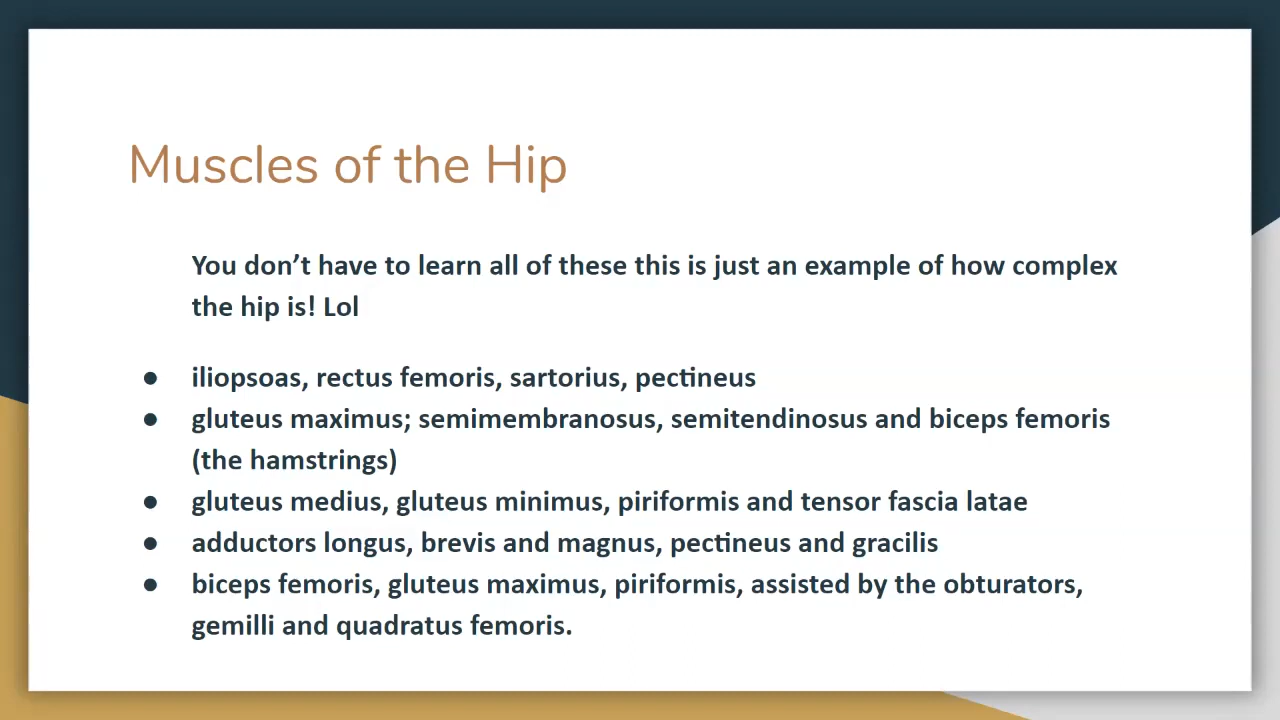 Muscles of the Hip
You don’t have to learn all of these this is just an example of how complex
the hip is! Lol
● iliopsoas, rectus femoris, sartorius, pectineus
● gluteus maximus; semimembranosus, semitendinosus and biceps femoris
(the hamstrings)
● gluteus medius, gluteus minimus, piriformis and tensor fascia latae
● adductors longus, brevis and magnus, pectineus and gracilis
● biceps femoris, gluteus maximus, piriformis, assisted by the obturators,
gemilli and quadratus femoris.